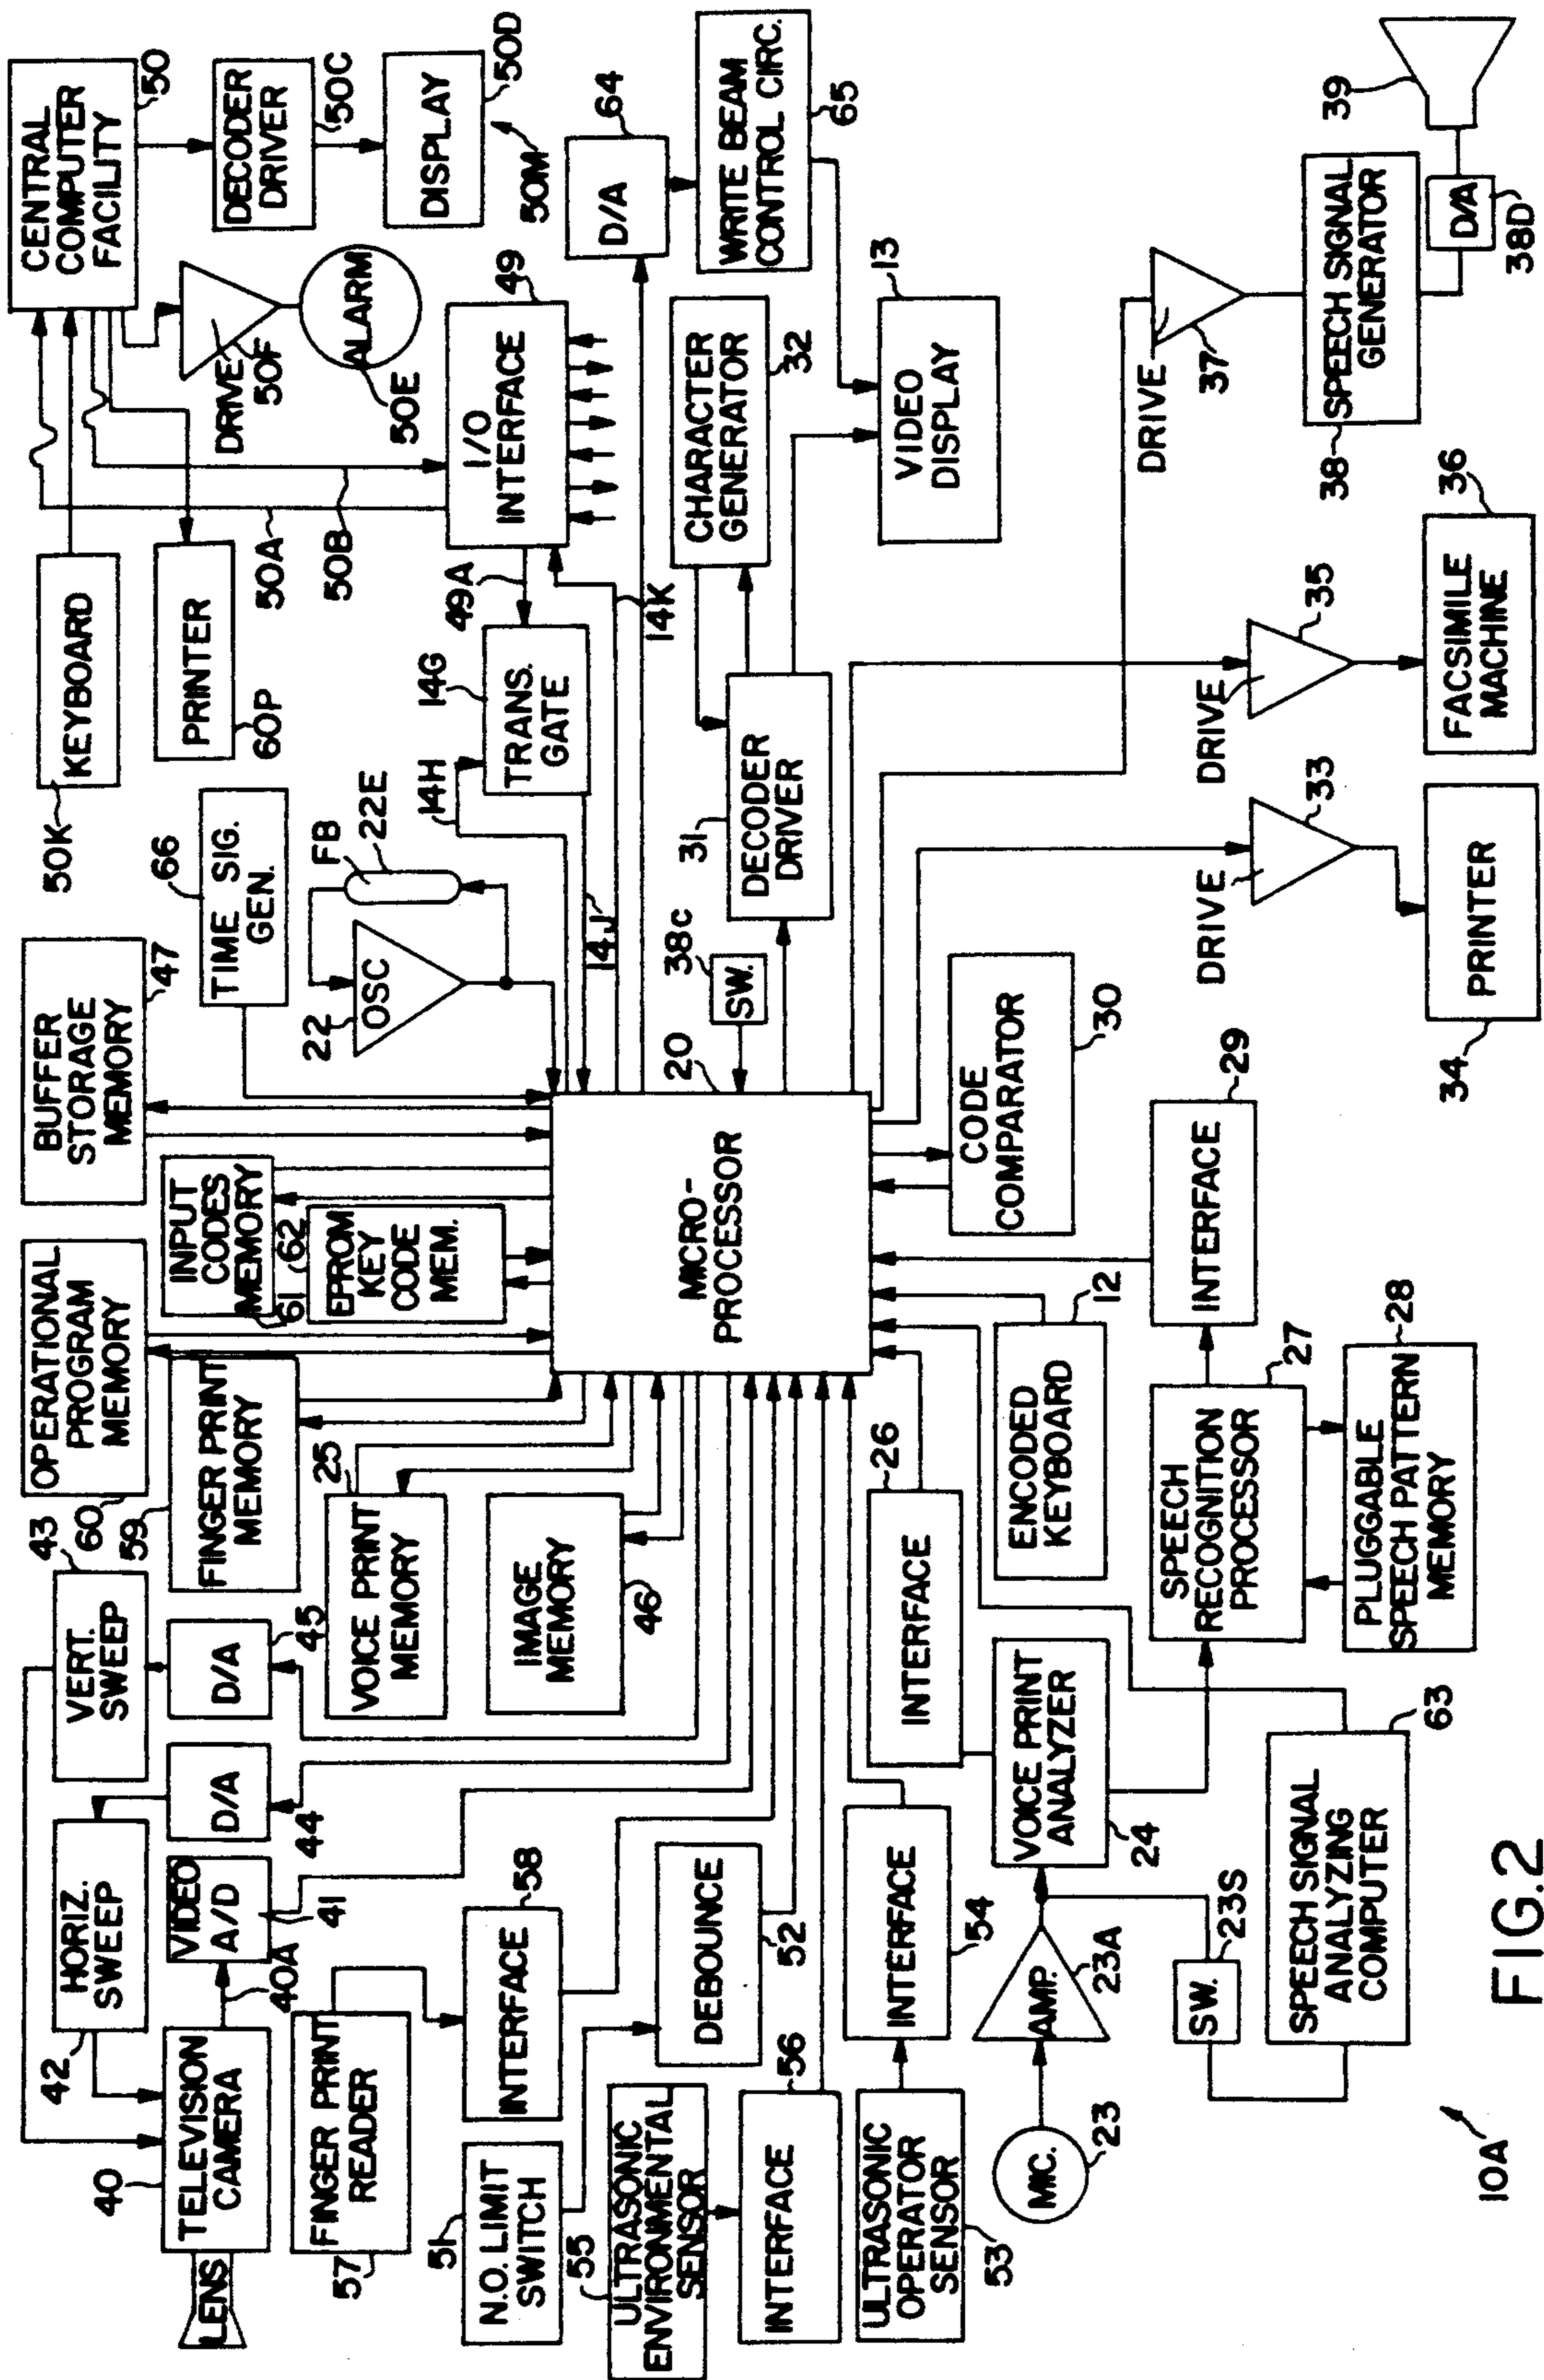 LENS
40
TELEVISION
CAMERA
42
HORIZ.
SWEEP
43
VERT.
SWEEP
40A
VIDEO
A/D
41
D/A
44
D/A
45
57
FINGER PRINT
READER
INTERFACE
58
51
N.O. LIMIT
SWITCH
DEBOUNCE
52
55
ULTRASONIC
ENVIRONMENTAL
SENSOR
INTERFACE
56
ULTRASONIC
OPERATOR
SENSOR
53
INTERFACE
54
MIC.
23
AMP.
23A
SW.
23S
VOICE PRINT
ANALYZER
24
INTERFACE
26
SPEECH SIGNAL
ANALYZING
COMPUTER
63
60
OPERATIONAL
PROGRAM
MEMORY
59
FINGER PRINT
MEMORY
25
VOICE PRINT
MEMORY
IMAGE
MEMORY
46
INPUT
CODES
MEMORY
61
62
EPROM
KEY
CODE
MEM.
BUFFER
STORAGE
MEMORY
47
MICRO-
PROCESSOR
20
ENCODED
KEYBOARD
12
SPEECH
RECOGNITION
PROCESSOR
27
PLUGGABLE
SPEECH PATTERN
MEMORY
28
INTERFACE
29
CODE
COMPARATOR
30
66
TIME SIG.
GEN.
22
OSC
FB
22E
14H
14G
TRANS.
GATE
14J
14K
49A
I/O
INTERFACE
49
50K
KEYBOARD
PRINTER
60P
50A
50B
CENTRAL
COMPUTER
FACILITY
50
DRIVE
50F
ALARM
50E
DECODER
DRIVER
50C
DISPLAY
50D
50M
D/A
64
WRITE BEAM
CONTROL CIRC.
65
38C
SW.
31
DECODER
DRIVER
CHARACTER
GENERATOR
32
VIDEO
DISPLAY
13
DRIVE
33
34
PRINTER
DRIVE
35
FACSIMILE
MACHINE
36
DRIVE
37
38
SPEECH SIGNAL
GENERATOR
D/A
38D
39
10A
FIG.2